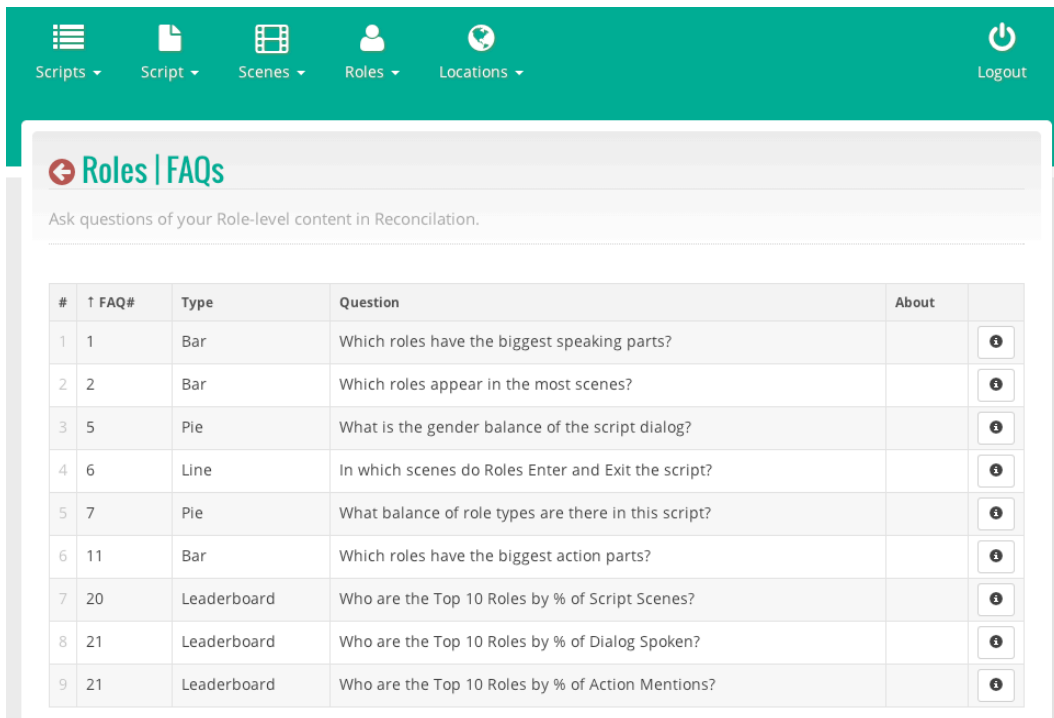 Scripts Script Scenes Roles Locations Logout
Roles | FAQs
Ask questions of your Role-level content in Reconcilation.
# ↑ FAQ# Type Question About
1 1 Bar Which roles have the biggest speaking parts?
2 2 Bar Which roles appear in the most scenes?
3 5 Pie What is the gender balance of the script dialog?
4 6 Line In which scenes do Roles Enter and Exit the script?
5 7 Pie What balance of role types are there in this script?
6 11 Bar Which roles have the biggest action parts?
7 20 Leaderboard Who are the Top 10 Roles by % of Script Scenes?
8 21 Leaderboard Who are the Top 10 Roles by % of Dialog Spoken?
9 21 Leaderboard Who are the Top 10 Roles by % of Action Mentions?